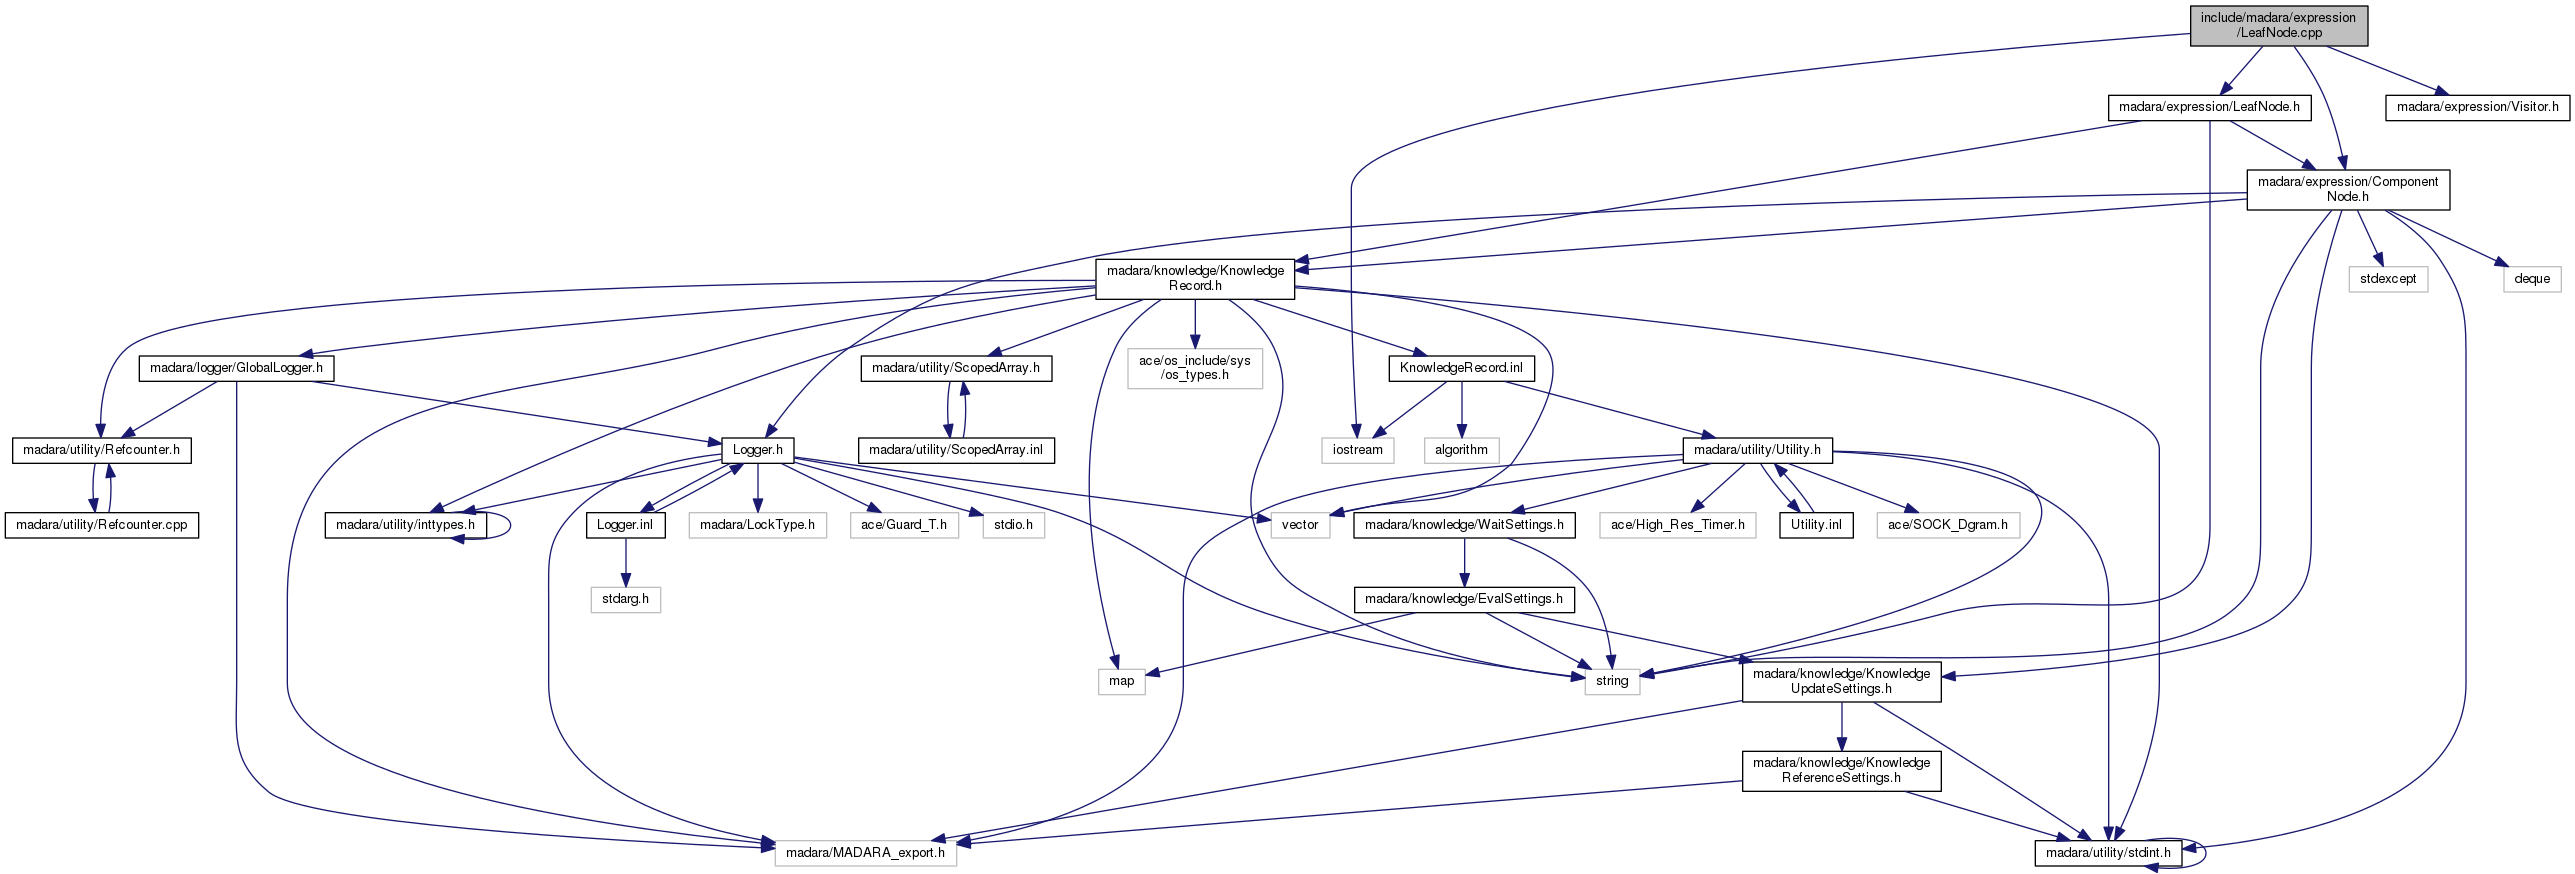 include/madara/expression
/LeafNode.cpp
madara/expression/LeafNode.h
madara/expression/Visitor.h
madara/expression/Component
Node.h
madara/knowledge/Knowledge
Record.h
stdexcept
deque
madara/logger/GlobalLogger.h
madara/utility/ScopedArray.h
ace/os_include/sys
/os_types.h
KnowledgeRecord.inl
madara/utility/Refcounter.h
Logger.h
madara/utility/ScopedArray.inl
iostream
algorithm
madara/utility/Utility.h
madara/utility/Refcounter.cpp
madara/utility/inttypes.h
Logger.inl
madara/LockType.h
ace/Guard_T.h
stdio.h
vector
madara/knowledge/WaitSettings.h
ace/High_Res_Timer.h
Utility.inl
ace/SOCK_Dgram.h
stdarg.h
madara/knowledge/EvalSettings.h
map
string
madara/knowledge/Knowledge
UpdateSettings.h
madara/knowledge/Knowledge
ReferenceSettings.h
madara/MADARA_export.h
madara/utility/stdint.h